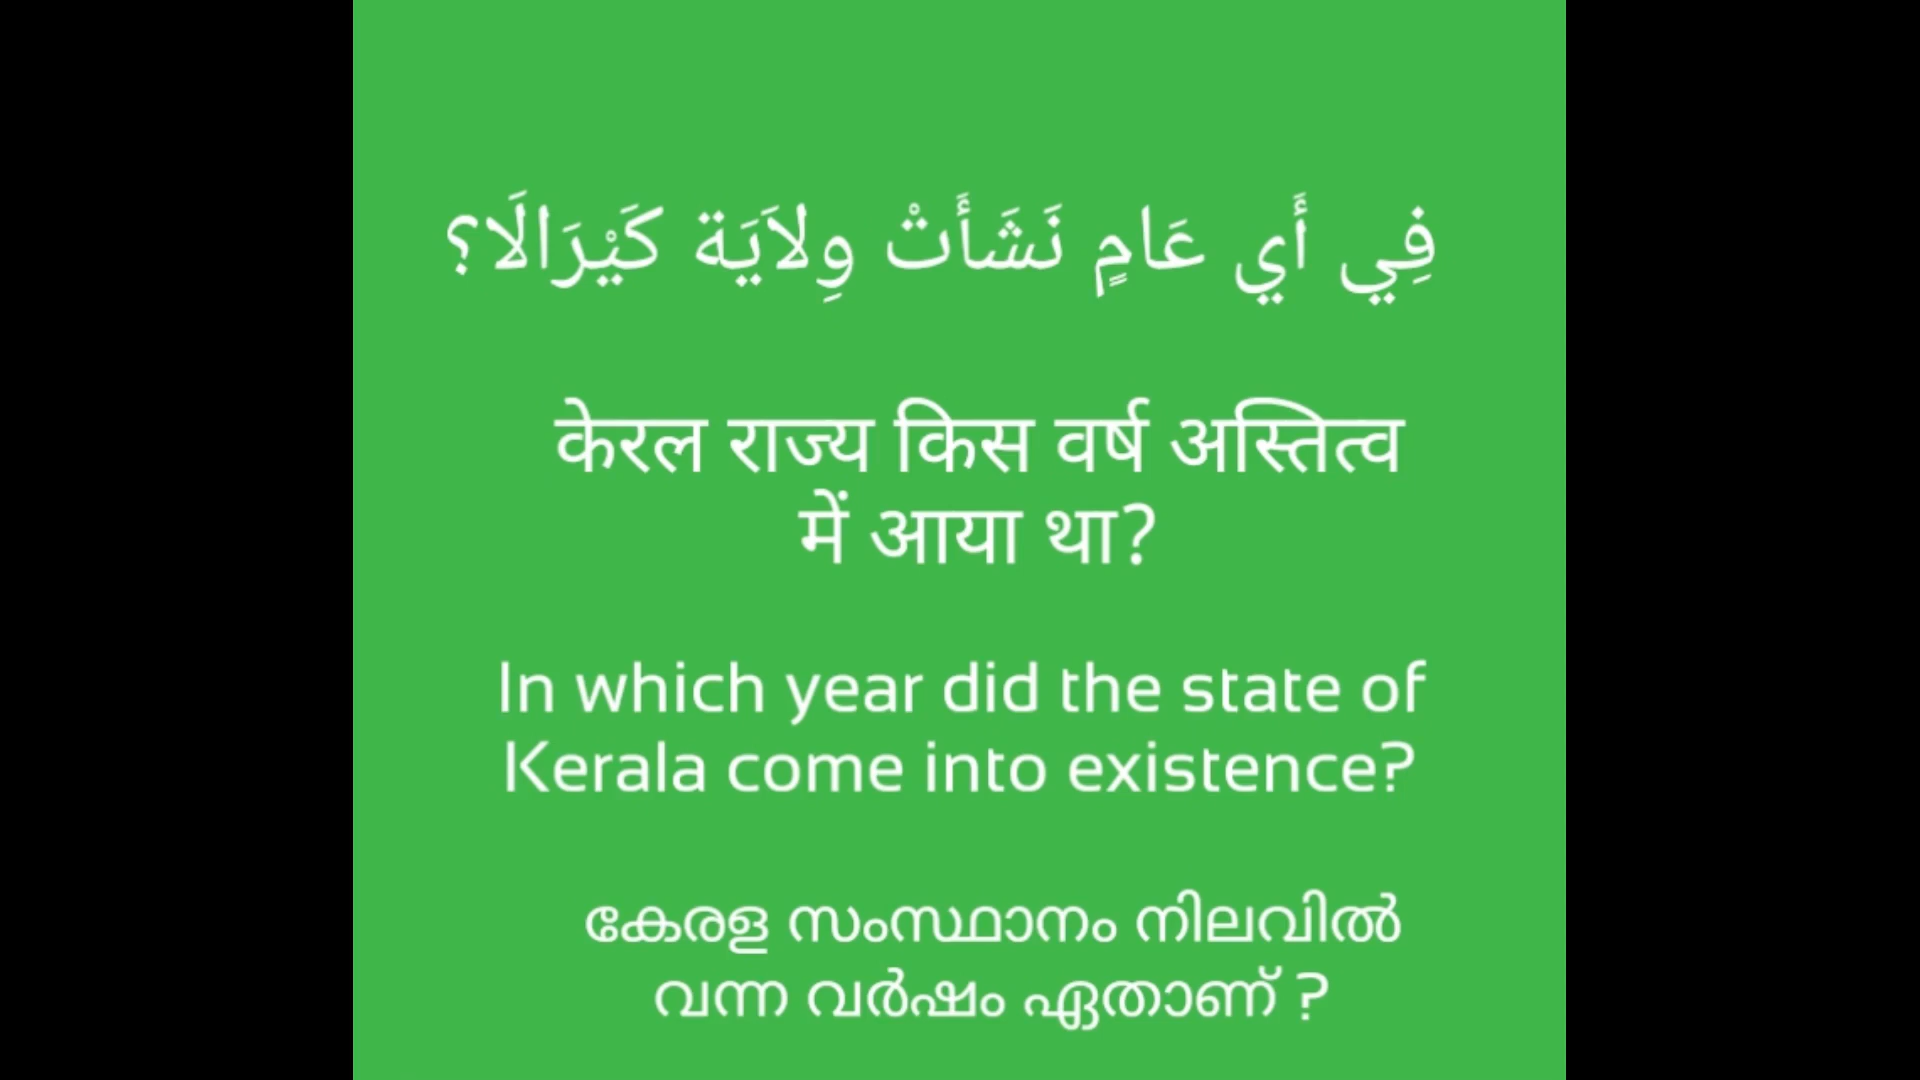 فِي أَي عَامٍ نَشَأَتْ وِلاَيَة كَيْرَالَا؟
केरल राज्य किस वर्ष अस्तित्व
में आया था?
In which year did the state of
Kerala come into existence?
കേരള സംസ്ഥാനം നിലവിൽ
വന്ന വർഷം ഏതാണ് ?